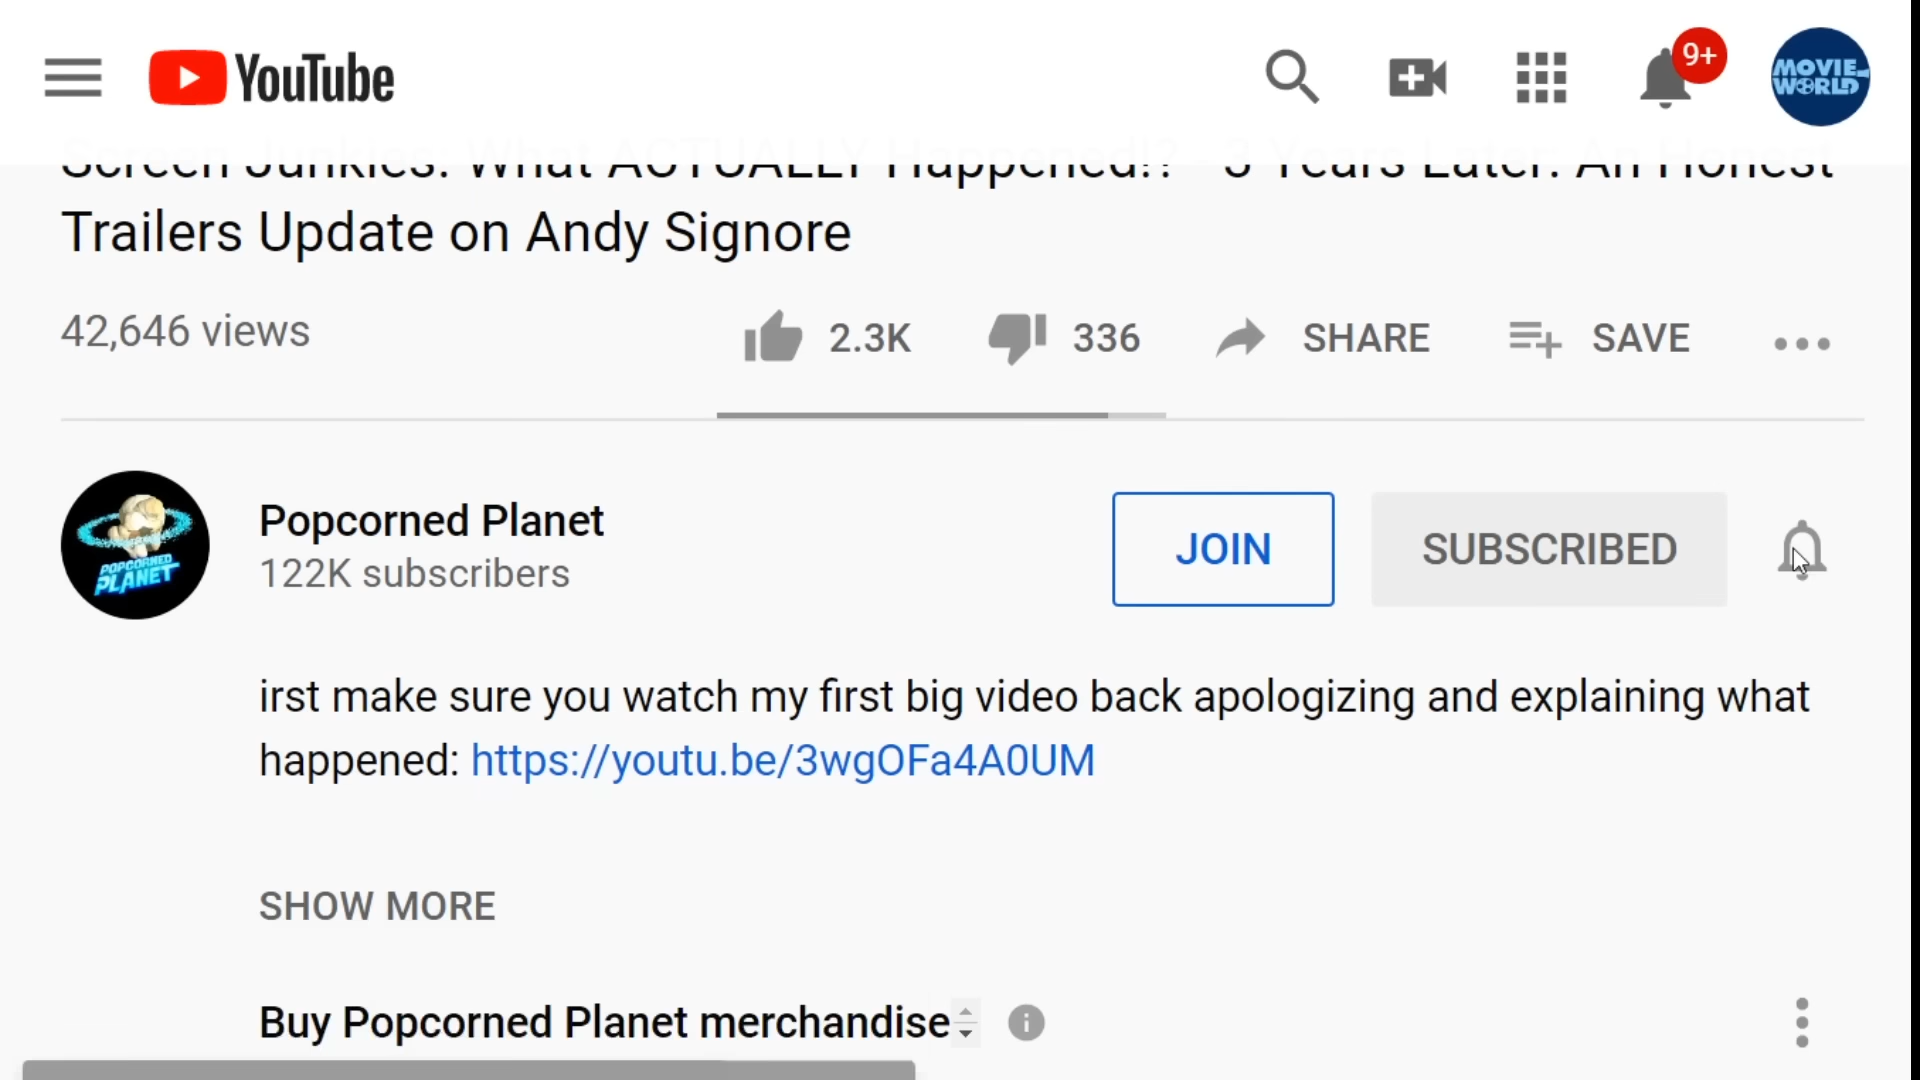 YouTube
9+
MOVIE-
WORLD
Screen Junkies: What ACTUALLY Happened!? - 3 Years Later: An Honest
Trailers Update on Andy Signore
42,646 views
2.3K
336
SHARE
SAVE
POPCORNED
PLANET
Popcorned Planet
122K subscribers
JOIN
SUBSCRIBED
irst make sure you watch my first big video back apologizing and explaining what
happened: https://youtu.be/3wgOFa4A0UM
SHOW MORE
Buy Popcorned Planet merchandise